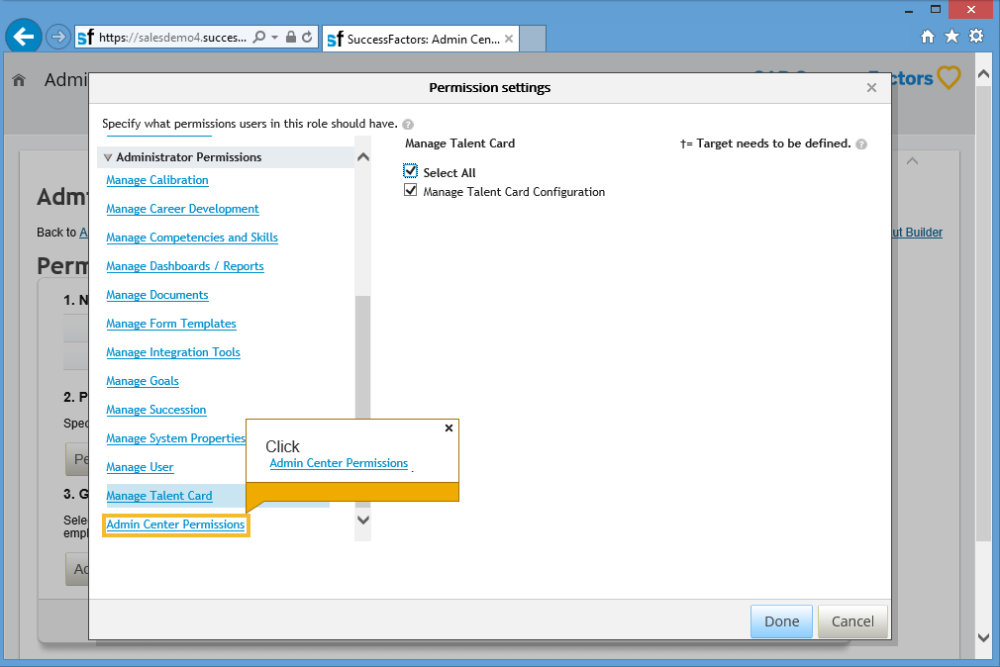 sf https://salesdemo4.succes...
sf SuccessFactors: Admin Cen...
Admi
ctors
Permission settings
Specify what permissions users in this role should have.
Administrator Permissions
Manage Calibration
Manage Career Development
Manage Competencies and Skills
Manage Dashboards / Reports
Manage Documents
Manage Form Templates
Manage Integration Tools
Manage Goals
Manage Succession
Manage System Properties
Manage User
Manage Talent Card
Admin Center Permissions
Manage Talent Card
†= Target needs to be defined.
Select All
Manage Talent Card Configuration
Click
Admin Center Permissions .
Back to A
ut Builder
Perm
1. N
2. P
Spec
Pe
3. G
Selec
empl
Ad
Done
Cancel